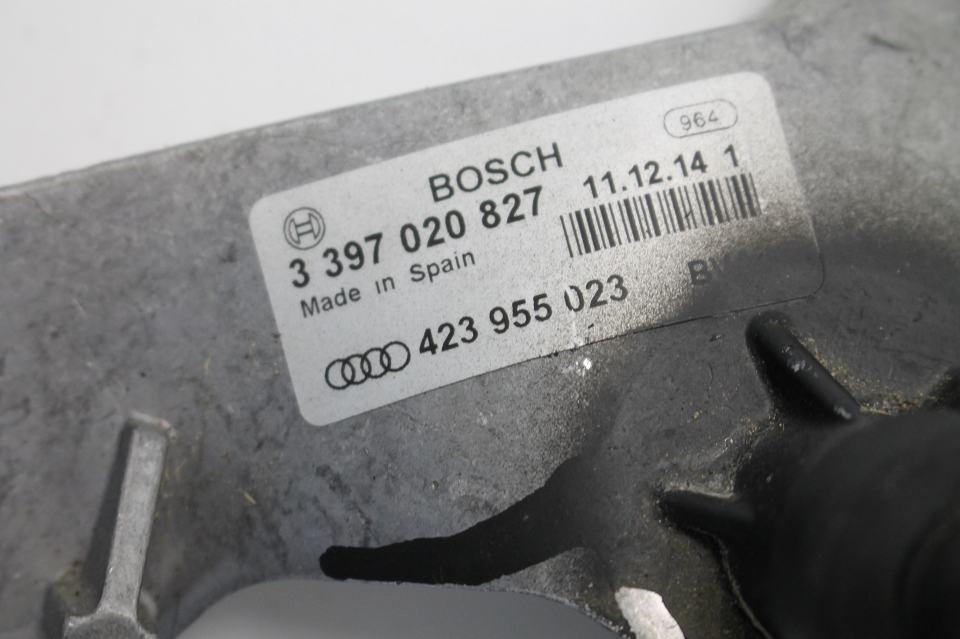 964
BOSCH
3 397 020 827
11.12.14 1
Made in Spain
423 955 023